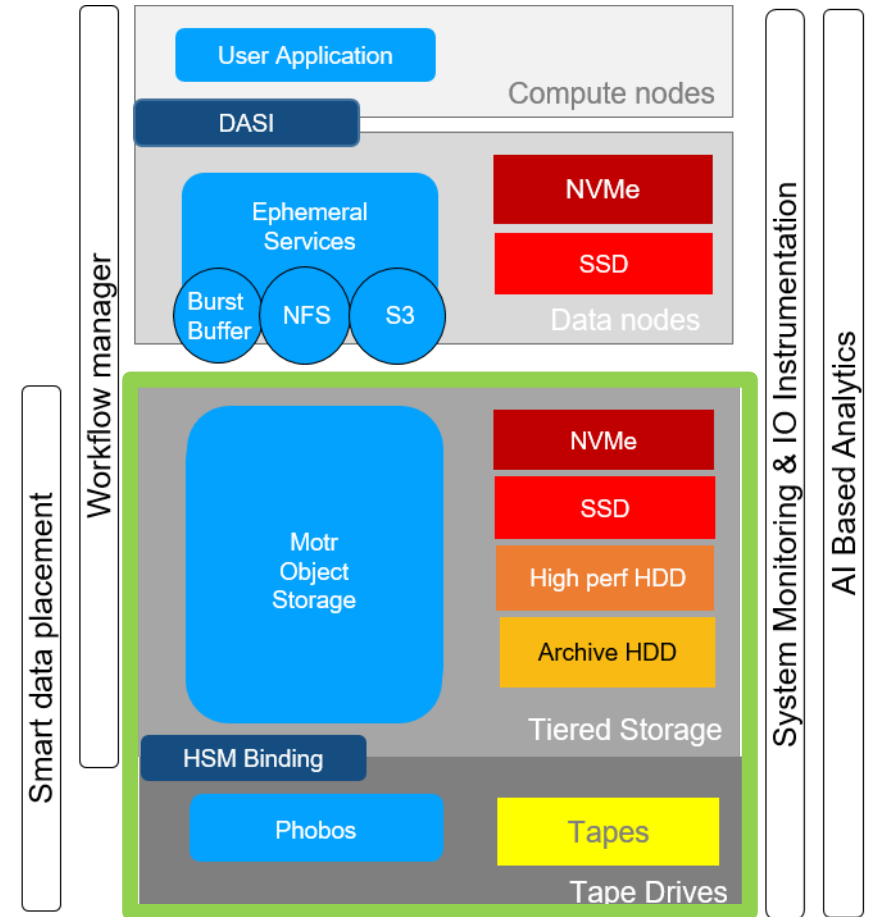 User Application
Compute nodes
DASI
Ephemeral
Services
NVMe
SSD
Burst
Buffer
NFS
S3
Data nodes
Workflow manager
Smart data placement
Motr
Object
Storage
NVMe
SSD
High perf HDD
Archive HDD
Tiered Storage
HSM Binding
Phobos
Tapes
Tape Drives
System Monitoring & IO Instrumentation
AI Based Analytics